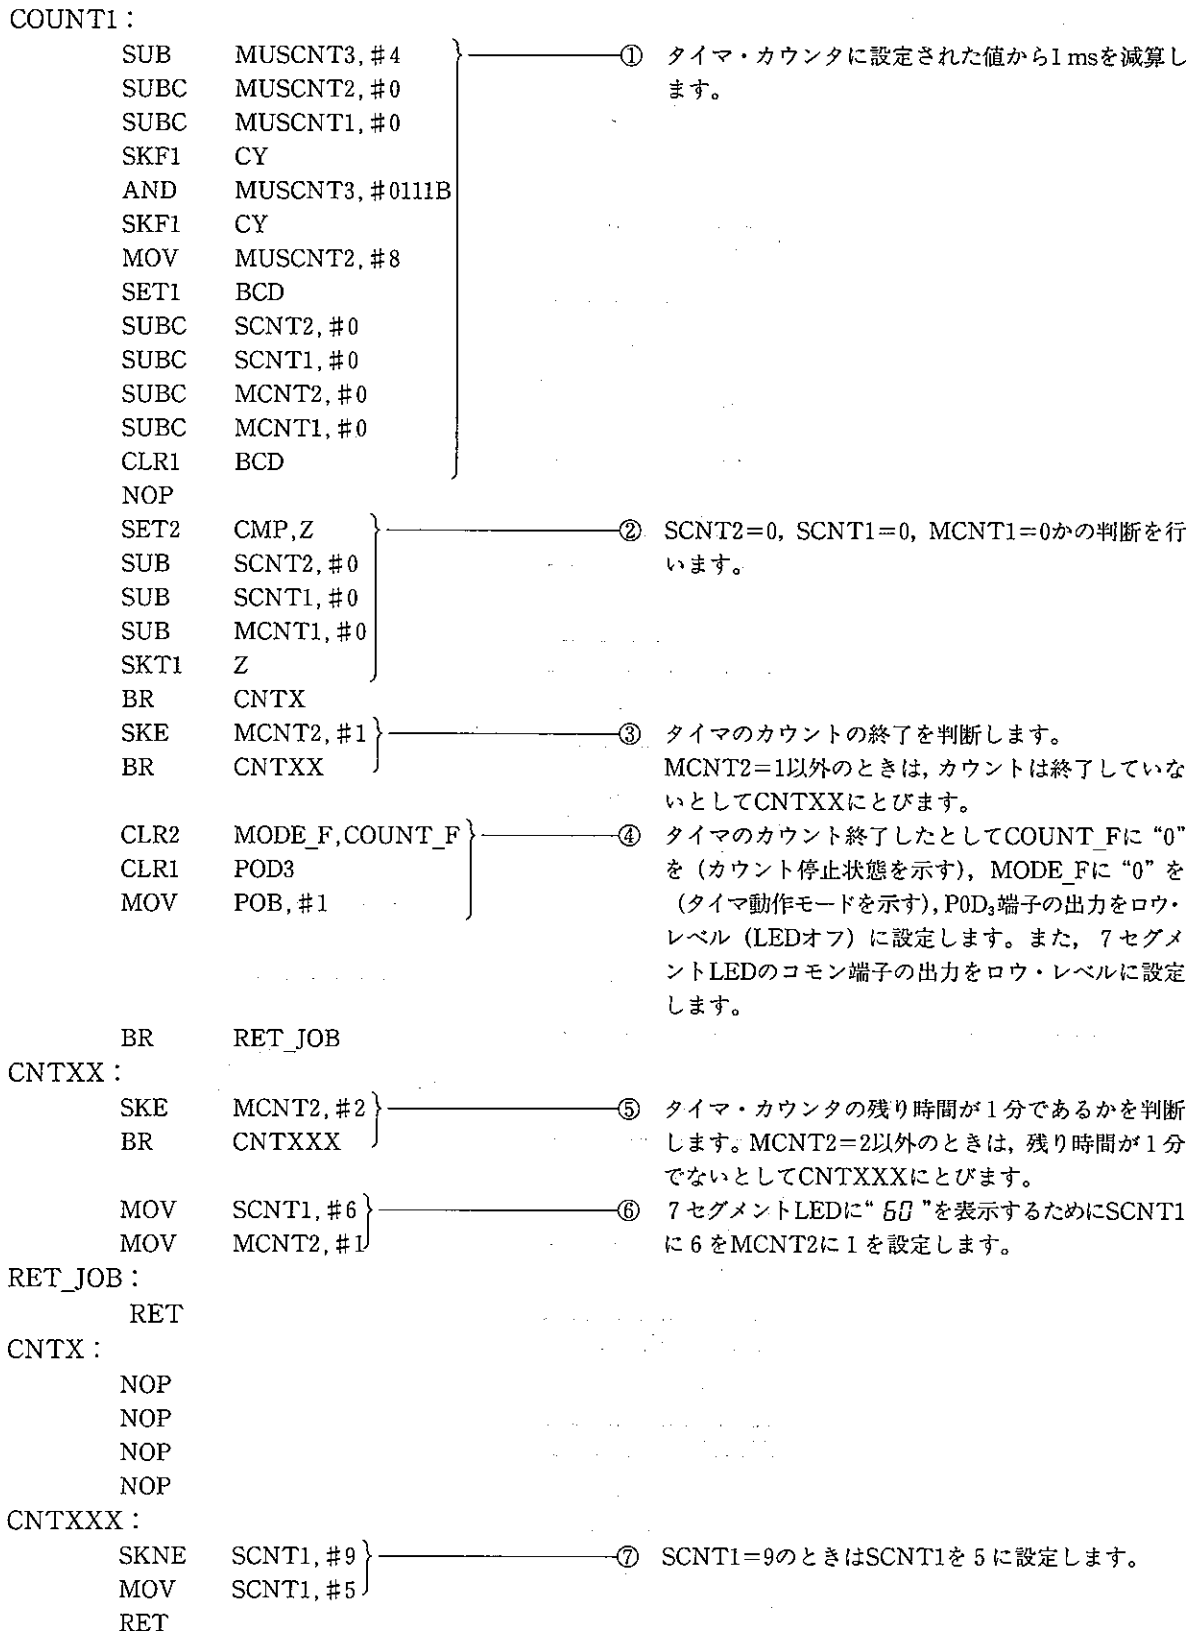 COUNT1：
SUB MUSCNT3,#4 ① タイマ・カウンタに設定された値から1 msを減算し
SUBC MUSCNT2,#0 ます。
SUBC MUSCNT1,#0
SKF1 CY
AND MUSCNT3,#0111B
SKF1 CY
MOV MUSCNT2,#8
SET1 BCD
SUBC SCNT2,#0
SUBC SCNT1,#0
SUBC MCNT2,#0
SUBC MCNT1,#0
CLR1 BCD
NOP
SET2 CMP,Z ② SCNT2=0, SCNT1=0, MCNT1=0かの判断を行
SUB SCNT2,#0 います。
SUB SCNT1,#0
SUB MCNT1,#0
SKT1 Z
BR CNTX
SKE MCNT2,#1 ③ タイマのカウントの終了を判断します。
BR CNTXX MCNT2=1以外のときは,カウントは終了していな
いとしてCNTXXにとびます。
CLR2 MODE_F,COUNT_F ④ タイマのカウント終了したとしてCOUNT_Fに “0”
CLR1 POD3 を (カウント停止状態を示す), MODE_Fに “0” を
MOV POB,#1 (タイマ動作モードを示す),P0D₃端子の出力をロウ・
レベル (LEDオフ) に設定します。また, 7セグメ
ントLEDのコモン端子の出力をロウ・レベルに設定
します。
BR RET_JOB
CNTXX：
SKE MCNT2,#2 ⑤ タイマ・カウンタの残り時間が1分であるかを判断
BR CNTXXX します。MCNT2=2以外のときは,残り時間が1分
でないとしてCNTXXXにとびます。
MOV SCNT1,#6 ⑥ 7セグメントLEDに“ 60 ”を表示するためにSCNT1
MOV MCNT2,#1 に6をMCNT2に1を設定します。
RET_JOB：
RET
CNTX：
NOP
NOP
NOP
NOP
CNTXXX：
SKNE SCNT1,#9 ⑦ SCNT1=9のときはSCNT1を5に設定します。
MOV SCNT1,#5
RET